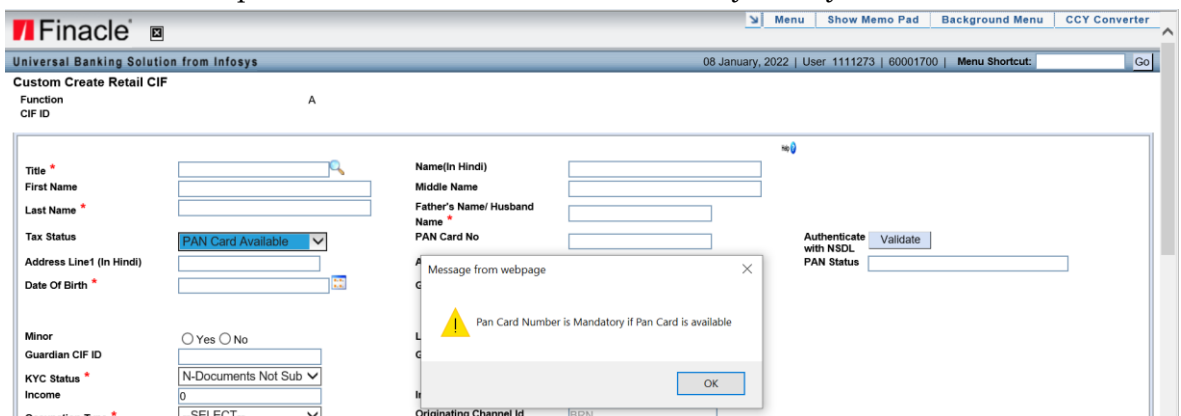 Menu | Show Memo Pad | Background Menu | CCY Converter
Finacle
Universal Banking Solution from Infosys 08 January, 2022 | User 1111273 | 60001700 | Menu Shortcut: Go
Custom Create Retail CIF
Function A
CIF ID
Title * Name(In Hindi)
First Name Middle Name
Last Name * Father's Name/ Husband Name *
Tax Status PAN Card Available PAN Card No Authenticate with NSDL Validate
Address Line1 (In Hindi) PAN Status
Date Of Birth *
Message from webpage
Pan Card Number is Mandatory if Pan Card is available
OK
Minor Yes No
Guardian CIF ID
KYC Status * N-Documents Not Sub
Income 0
--SELECT-- Originating Channel Id BRN